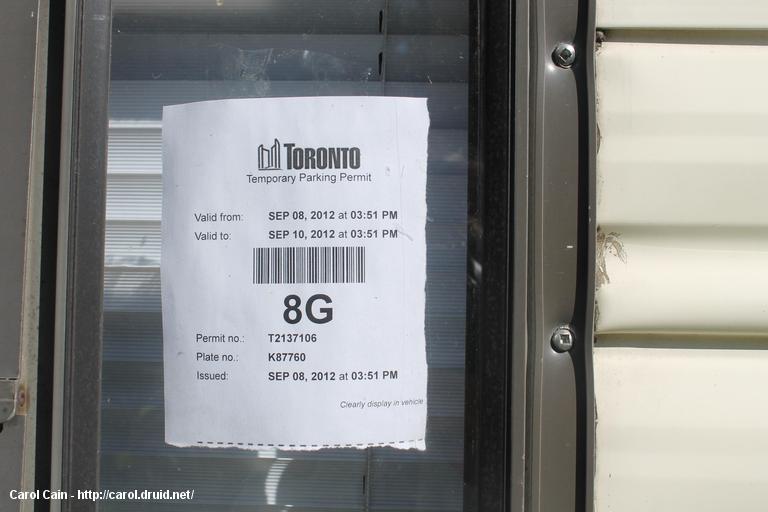 TORONTO
Temporary Parking Permit
Valid from: SEP 08, 2012 at 03:51 PM
Valid to: SEP 10, 2012 at 03:51 PM
8G
Permit no.: T2137106
Plate no.: K87760
Issued: SEP 08, 2012 at 03:51 PM
Clearly display in vehicle
Carol Cain - http://carol.druid.net/